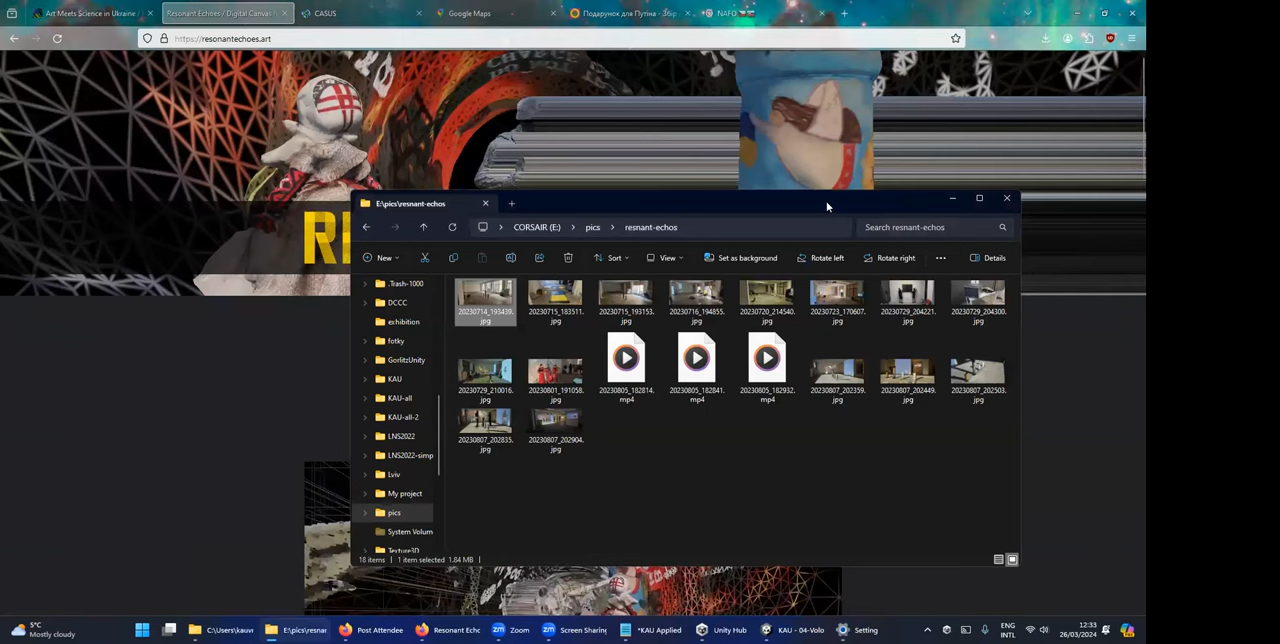 Art Meets Science in Ukraine /
Resonant Echoes / Digital Canvas
CASUS
Google Maps
Подарунок для Путіна - Збір
NAFO
https://resonantechoes.art
E:\pics\resnant-echos
CORSAIR (E:) > pics > resnant-echos
Search resnant-echos
New
Sort
View
Set as background
Rotate left
Rotate right
Details
.Trash-1000
DCCC
exhibition
fotky
GorlitzUnity
KAU
KAU-all
KAU-all-2
LNS2022
LNS2022-simp
Lviv
My project
pics
System Volum
Texture3D
20230714_193439.jpg
20230715_183511.jpg
20230715_193153.jpg
20230716_194855.jpg
20230720_214540.jpg
20230723_170607.jpg
20230729_204221.jpg
20230729_204300.jpg
20230729_210016.jpg
20230801_191058.jpg
20230805_182814.mp4
20230805_182841.mp4
20230805_182932.mp4
20230807_202359.jpg
20230807_202449.jpg
20230807_202503.jpg
20230807_202835.jpg
20230807_202904.jpg
18 items
1 item selected 1.84 MB
5°C
Mostly cloudy
C:\Users\kauv
E:\pics\resnar
Post Attendee
Resonant Echo
Zoom
Screen Sharing
*KAU Applied
Unity Hub
KAU - 04-Volo
Setting
ENG
INTL
12:33
26/03/2024